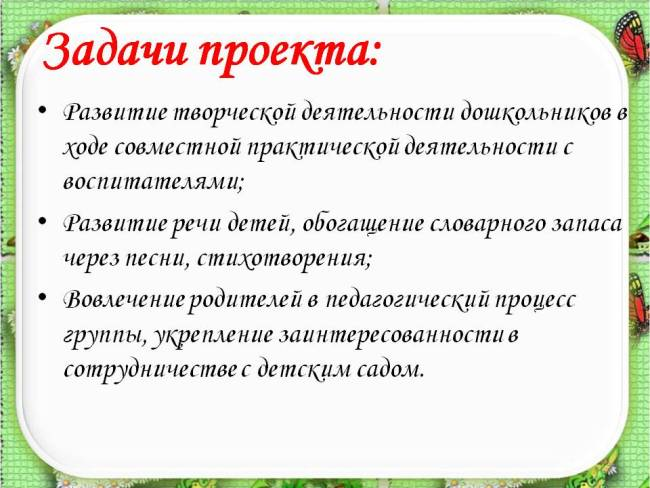 Задачи проекта:
• Развитие творческой деятельности дошкольников в
ходе совместной практической деятельности с
воспитателями;
• Развитие речи детей, обогащение словарного запаса
через песни, стихотворения;
• Вовлечение родителей в педагогический процесс
группы, укрепление заинтересованности в
сотрудничестве с детским садом.